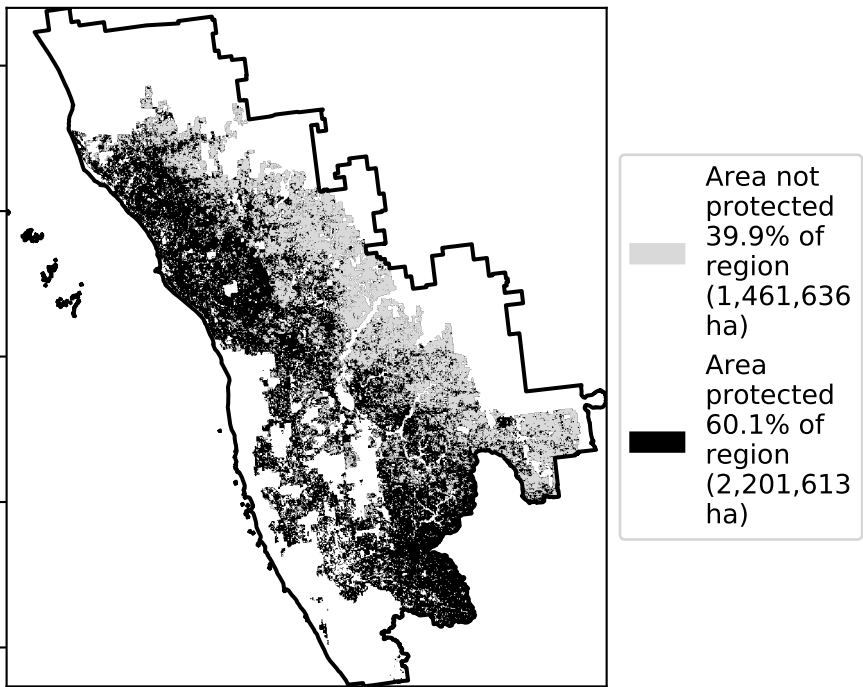 Area not
protected
39.9% of
region
(1,461,636
ha)
Area
protected
60.1% of
region
(2,201,613
ha)